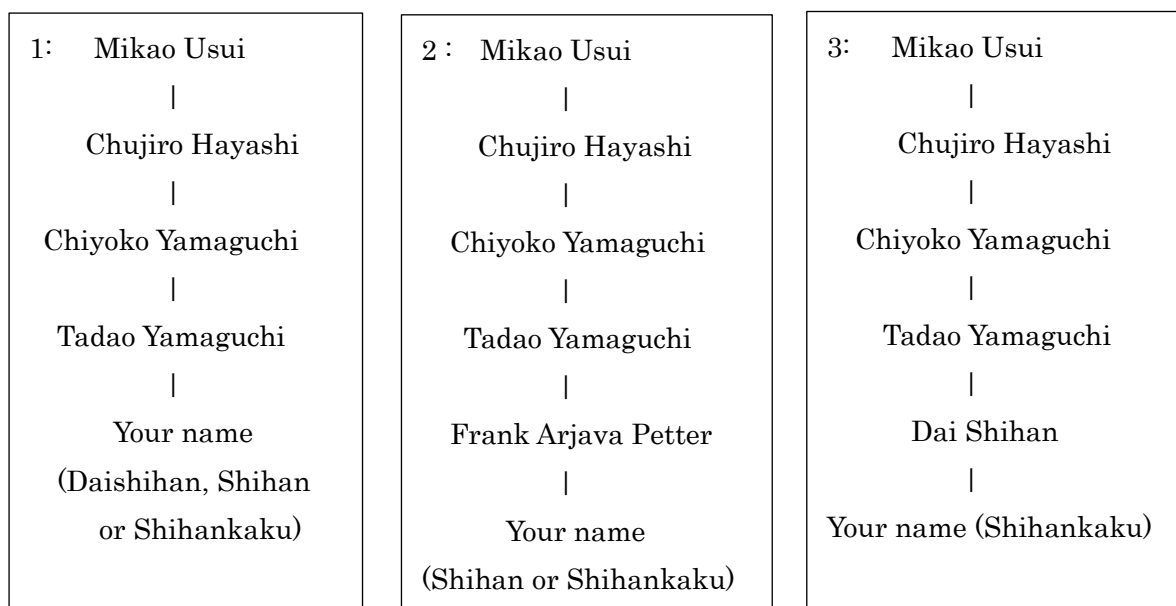 1: Mikao Usui
|
Chujiro Hayashi
|
Chiyoko Yamaguchi
|
Tadao Yamaguchi
|
Your name
(Daishihan, Shihan
or Shihankaku)
2 : Mikao Usui
|
Chujiro Hayashi
|
Chiyoko Yamaguchi
|
Tadao Yamaguchi
|
Frank Arjava Petter
|
Your name
(Shihan or Shihankaku)
3: Mikao Usui
|
Chujiro Hayashi
|
Chiyoko Yamaguchi
|
Tadao Yamaguchi
|
Dai Shihan
|
Your name (Shihankaku)